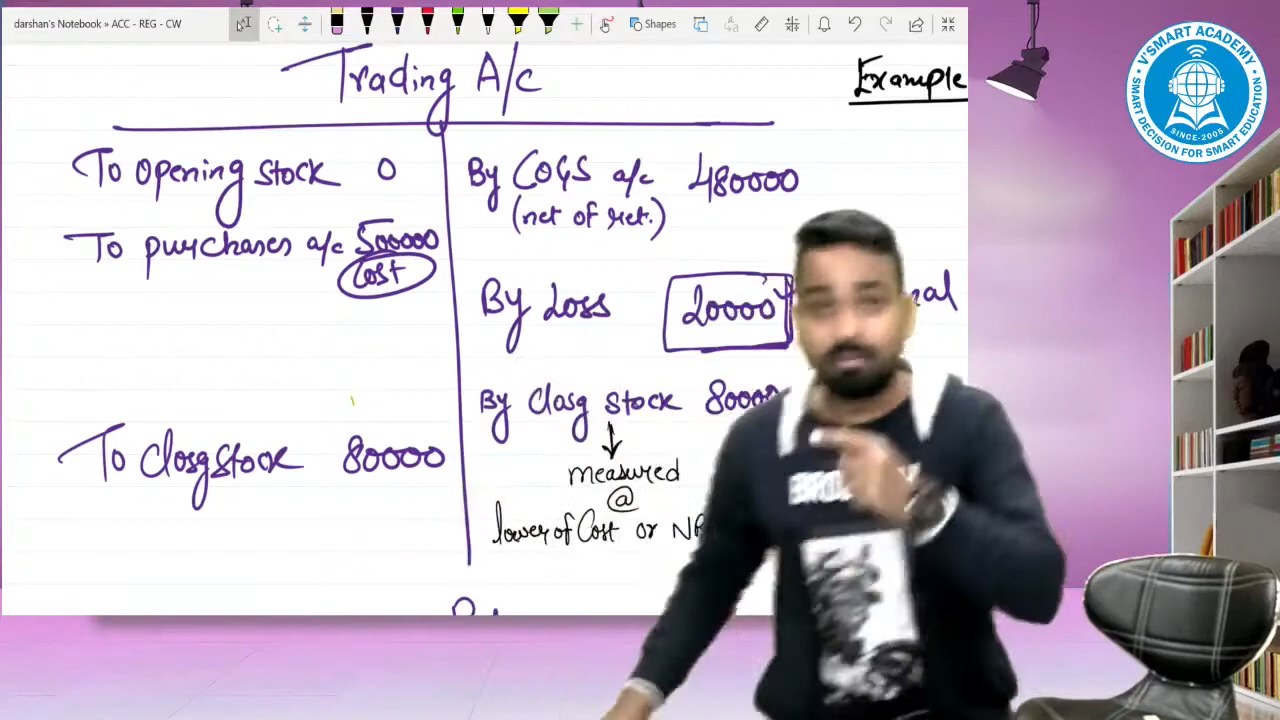 darshan's Notebook » ACC - REG - CW
Shapes
Trading A/c
Example
To opening stock 0
By COGS a/c 480000
(net of ret.)
To purchases a/c 500000
Cost
By Loss 20000
By Closg stock 80000
To Closgstock 80000
measured
@
lower of Cost or
V'SMART ACADEMY
SINCE-2005
SMART DECISION FOR SMART EDUCATION